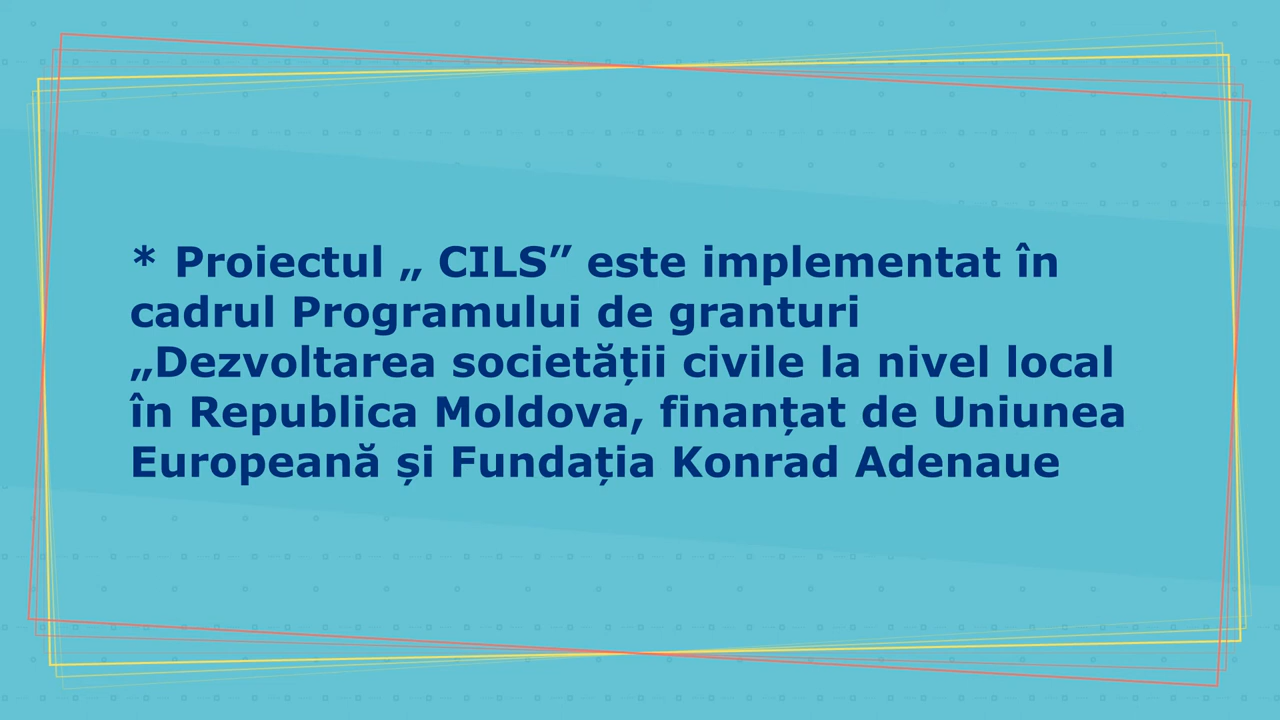 * Proiectul „ CILS” este implementat în
cadrul Programului de granturi
„Dezvoltarea societății civile la nivel local
în Republica Moldova, finanțat de Uniunea
Europeană și Fundația Konrad Adenaue